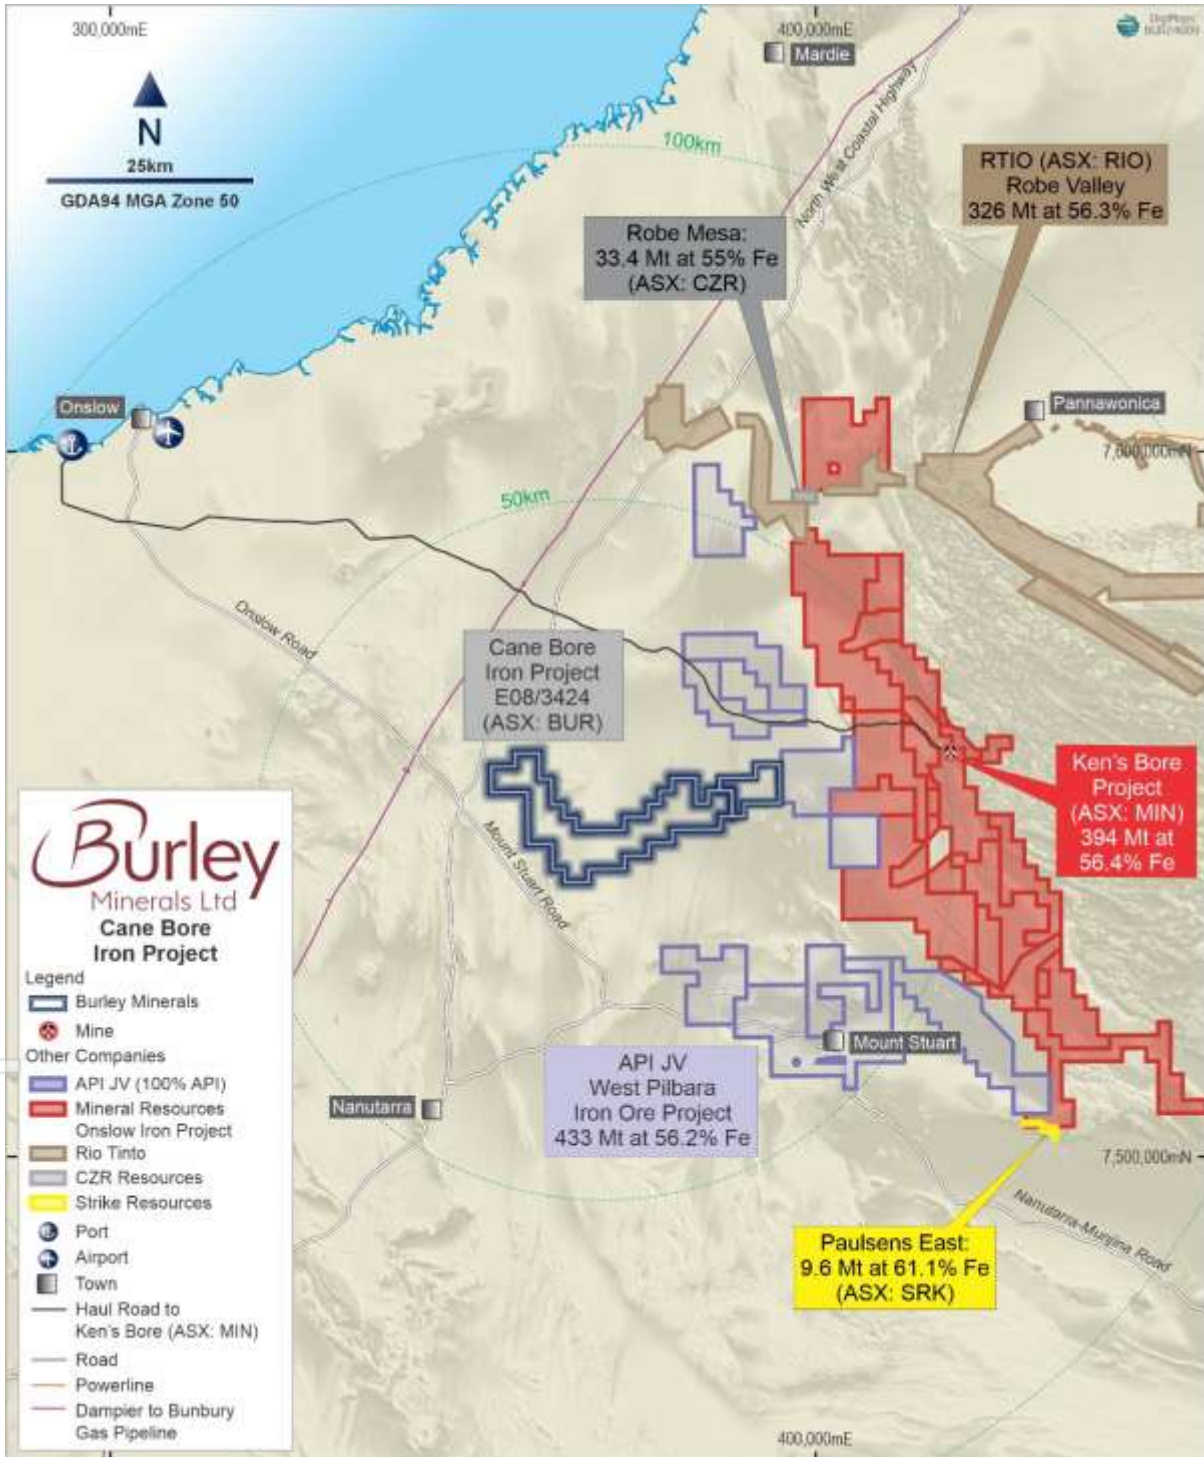 300,000mE
400,000mE
Mardie
N
25km
GDA94 MGA Zone 50
100km
North West Coastal Highway
RTIO (ASX: RIO)
Robe Valley
326 Mt at 56.3% Fe
Robe Mesa:
33.4 Mt at 55% Fe
(ASX: CZR)
Onslow
Pannawonica
7,600,000mN
50km
Onslow Road
Cane Bore
Iron Project
E08/3424
(ASX: BUR)
Ken's Bore
Project
(ASX: MIN)
394 Mt at
56.4% Fe
Mount Stuart Road
Burley
Minerals Ltd
Cane Bore
Iron Project
Legend
Burley Minerals
Mine
Other Companies
API JV (100% API)
Mineral Resources
Onslow Iron Project
Rio Tinto
CZR Resources
Strike Resources
Port
Airport
Town
Haul Road to
Ken's Bore (ASX: MIN)
Road
Powerline
Dampier to Bunbury
Gas Pipeline
Mount Stuart
API JV
West Pilbara
Iron Ore Project
433 Mt at 56.2% Fe
Nanutarra
7,500,000mN
Nanutarra-Munjina Road
Paulsens East:
9.6 Mt at 61.1% Fe
(ASX: SRK)
400,000mE